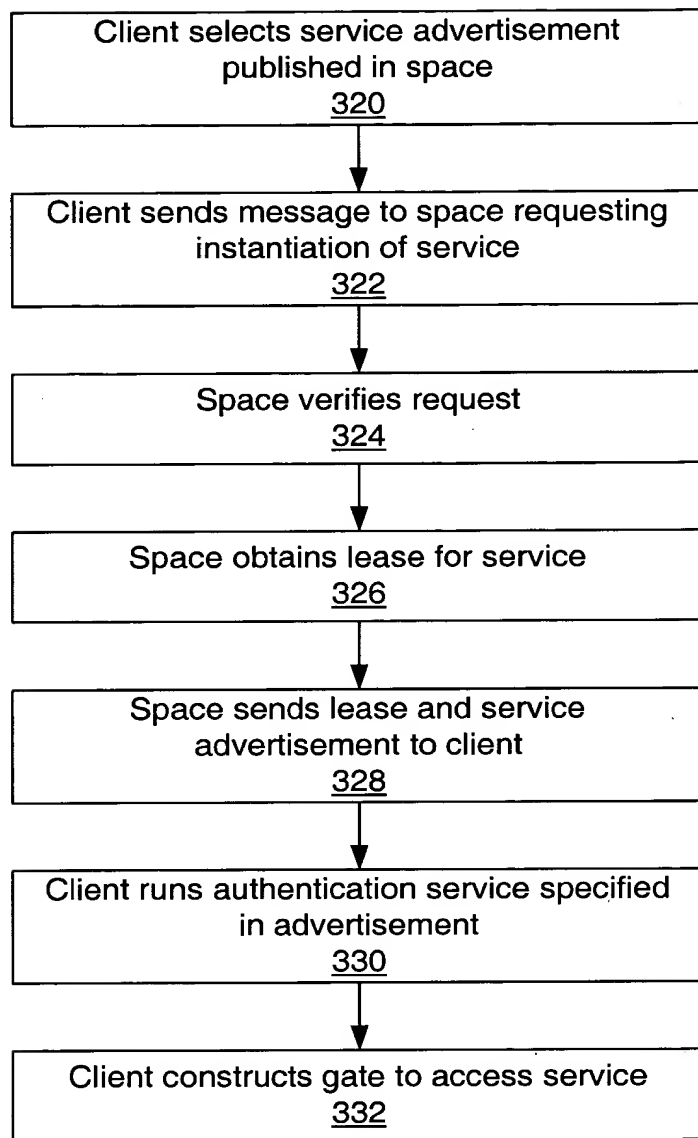 Client selects service advertisement
published in space
320
Client sends message to space requesting
instantiation of service
322
Space verifies request
324
Space obtains lease for service
326
Space sends lease and service
advertisement to client
328
Client runs authentication service specified
in advertisement
330
Client constructs gate to access service
332